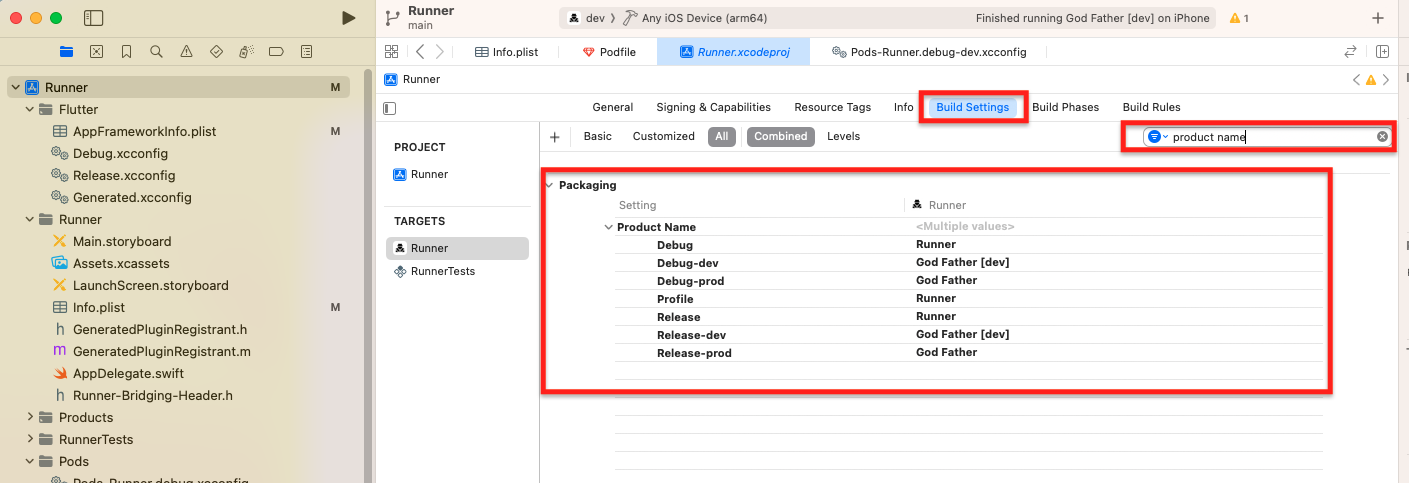 Runner
main
dev
Any iOS Device (arm64)
Finished running God Father [dev] on iPhone
1
Info.plist
Podfile
Runner.xcodeproj
Pods-Runner.debug-dev.xcconfig
Runner
M
Flutter
AppFrameworkInfo.plist
M
Debug.xcconfig
Release.xcconfig
Generated.xcconfig
Runner
Main.storyboard
Assets.xcassets
LaunchScreen.storyboard
Info.plist
M
h GeneratedPluginRegistrant.h
m GeneratedPluginRegistrant.m
AppDelegate.swift
h Runner-Bridging-Header.h
Products
RunnerTests
Pods
Pods-Runner.debug.xcconfig
Runner
General
Signing & Capabilities
Resource Tags
Info
Build Settings
Build Phases
Build Rules
Basic
Customized
All
Combined
Levels
product name
PROJECT
Runner
TARGETS
Runner
RunnerTests
Packaging
Setting
Runner
Product Name
<Multiple values>
Debug
Runner
Debug-dev
God Father [dev]
Debug-prod
God Father
Profile
Runner
Release
Runner
Release-dev
God Father [dev]
Release-prod
God Father